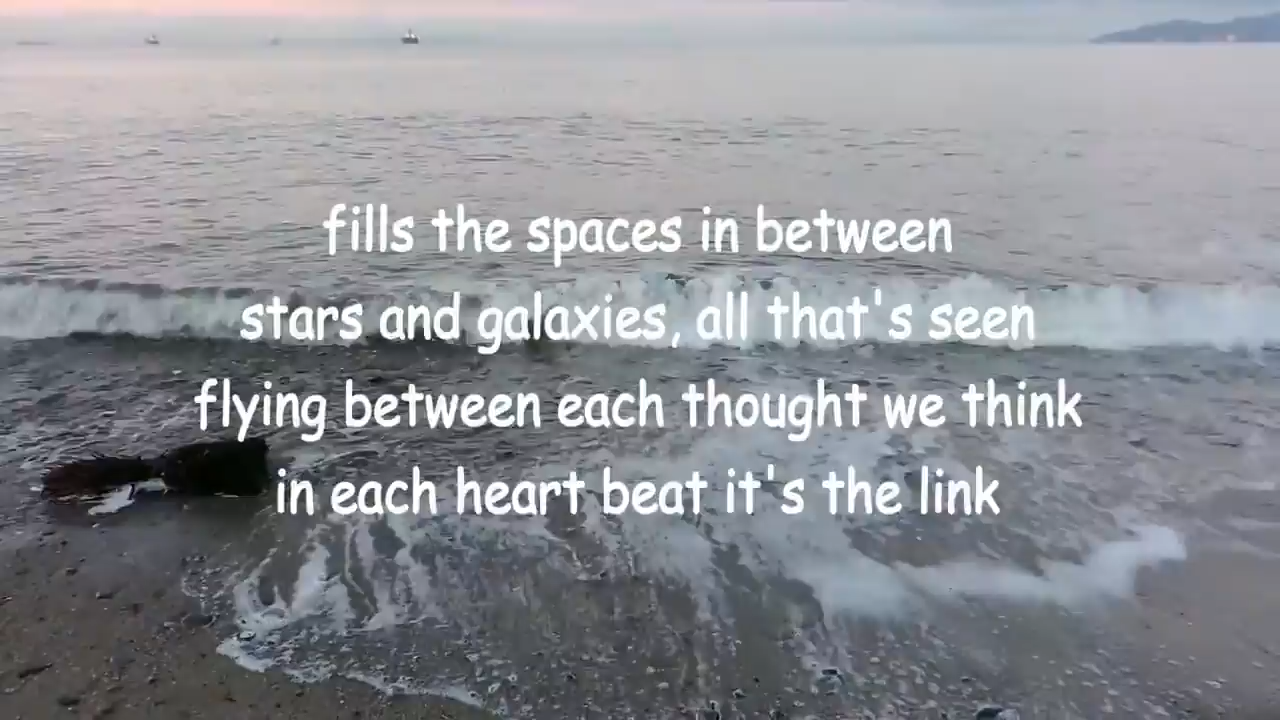 fills the spaces in between
stars and galaxies, all that's seen
flying between each thought we think
in each heart beat it's the link